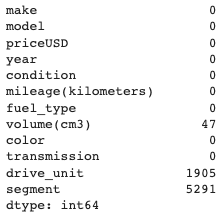 make 0
model 0
priceUSD 0
year 0
condition 0
mileage(kilometers) 0
fuel_type 0
volume(cm3) 47
color 0
transmission 0
drive_unit 1905
segment 5291
dtype: int64